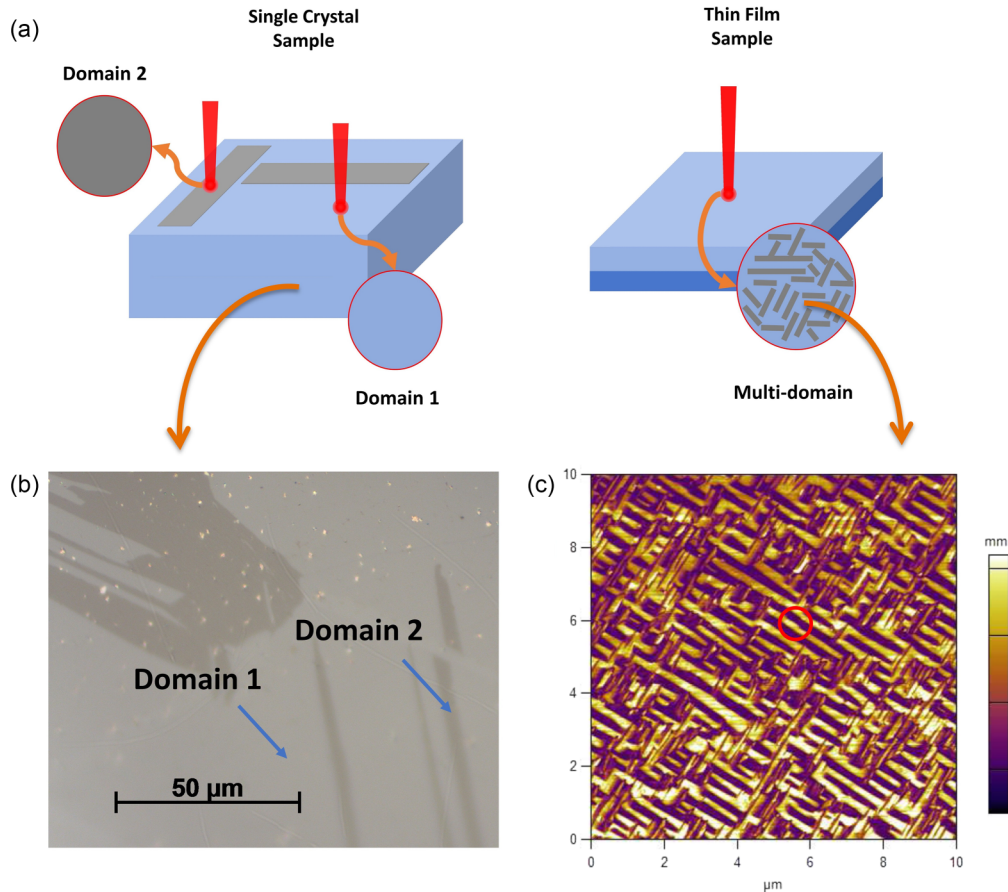 (a)
Single Crystal
Sample
Thin Film
Sample
Domain 2
Domain 1
Multi-domain
(b)
Domain 2
Domain 1
50 µm
(c)
10
8
6
4
2
0
0
2
4
6
8
10
µm
mm